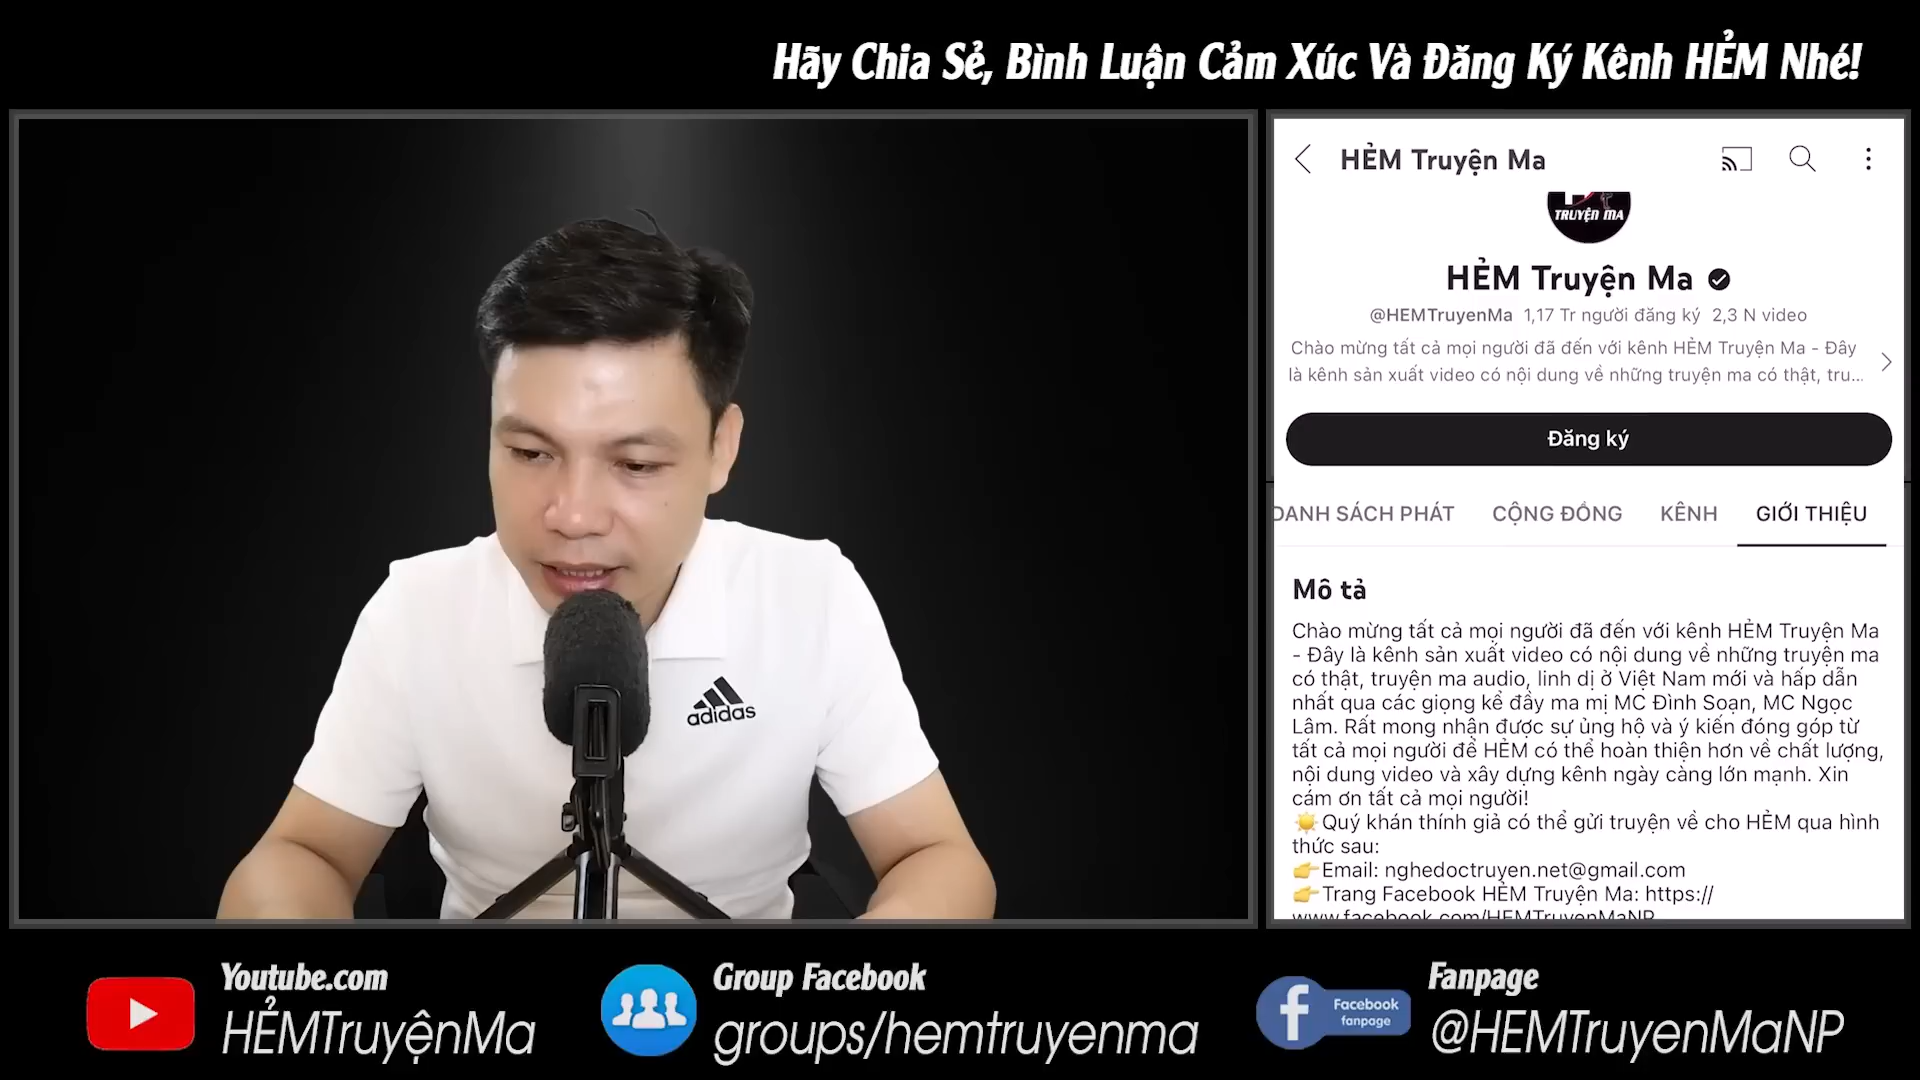 Hãy Chia Sẻ, Bình Luận Cảm Xúc Và Đăng Ký Kênh HẺM Nhé!
adidas
HẺM Truyện Ma
TRUYỆN MA
HẺM Truyện Ma
@HEMTruyenMa 1,17 Tr người đăng ký 2,3 N video
Chào mừng tất cả mọi người đã đến với kênh HẺM Truyện Ma - Đây
là kênh sản xuất video có nội dung về những truyện ma có thật, tru...
Đăng ký
DANH SÁCH PHÁT CỘNG ĐỒNG KÊNH GIỚI THIỆU
Mô tả
Chào mừng tất cả mọi người đã đến với kênh HẺM Truyện Ma
- Đây là kênh sản xuất video có nội dung về những truyện ma
có thật, truyện ma audio, linh dị ở Việt Nam mới và hấp dẫn
nhất qua các giọng kể đầy ma mị MC Đình Soạn, MC Ngọc
Lâm. Rất mong nhận được sự ủng hộ và ý kiến đóng góp từ
tất cả mọi người để HẺM có thể hoàn thiện hơn về chất lượng,
nội dung video và xây dựng kênh ngày càng lớn mạnh. Xin
cám ơn tất cả mọi người!
☀️Quý khán thính giả có thể gửi truyện về cho HẺM qua hình
thức sau:
👉Email: nghedoctruyen.net@gmail.com
👉Trang Facebook HẺM Truyện Ma: https://
www.facebook.com/HEMTruyenMaNP
Youtube.com
HẺMTruyệnMa
Group Facebook
groups/hemtruyenma
Facebook
fanpage
Fanpage
@HEMTruyenMaNP